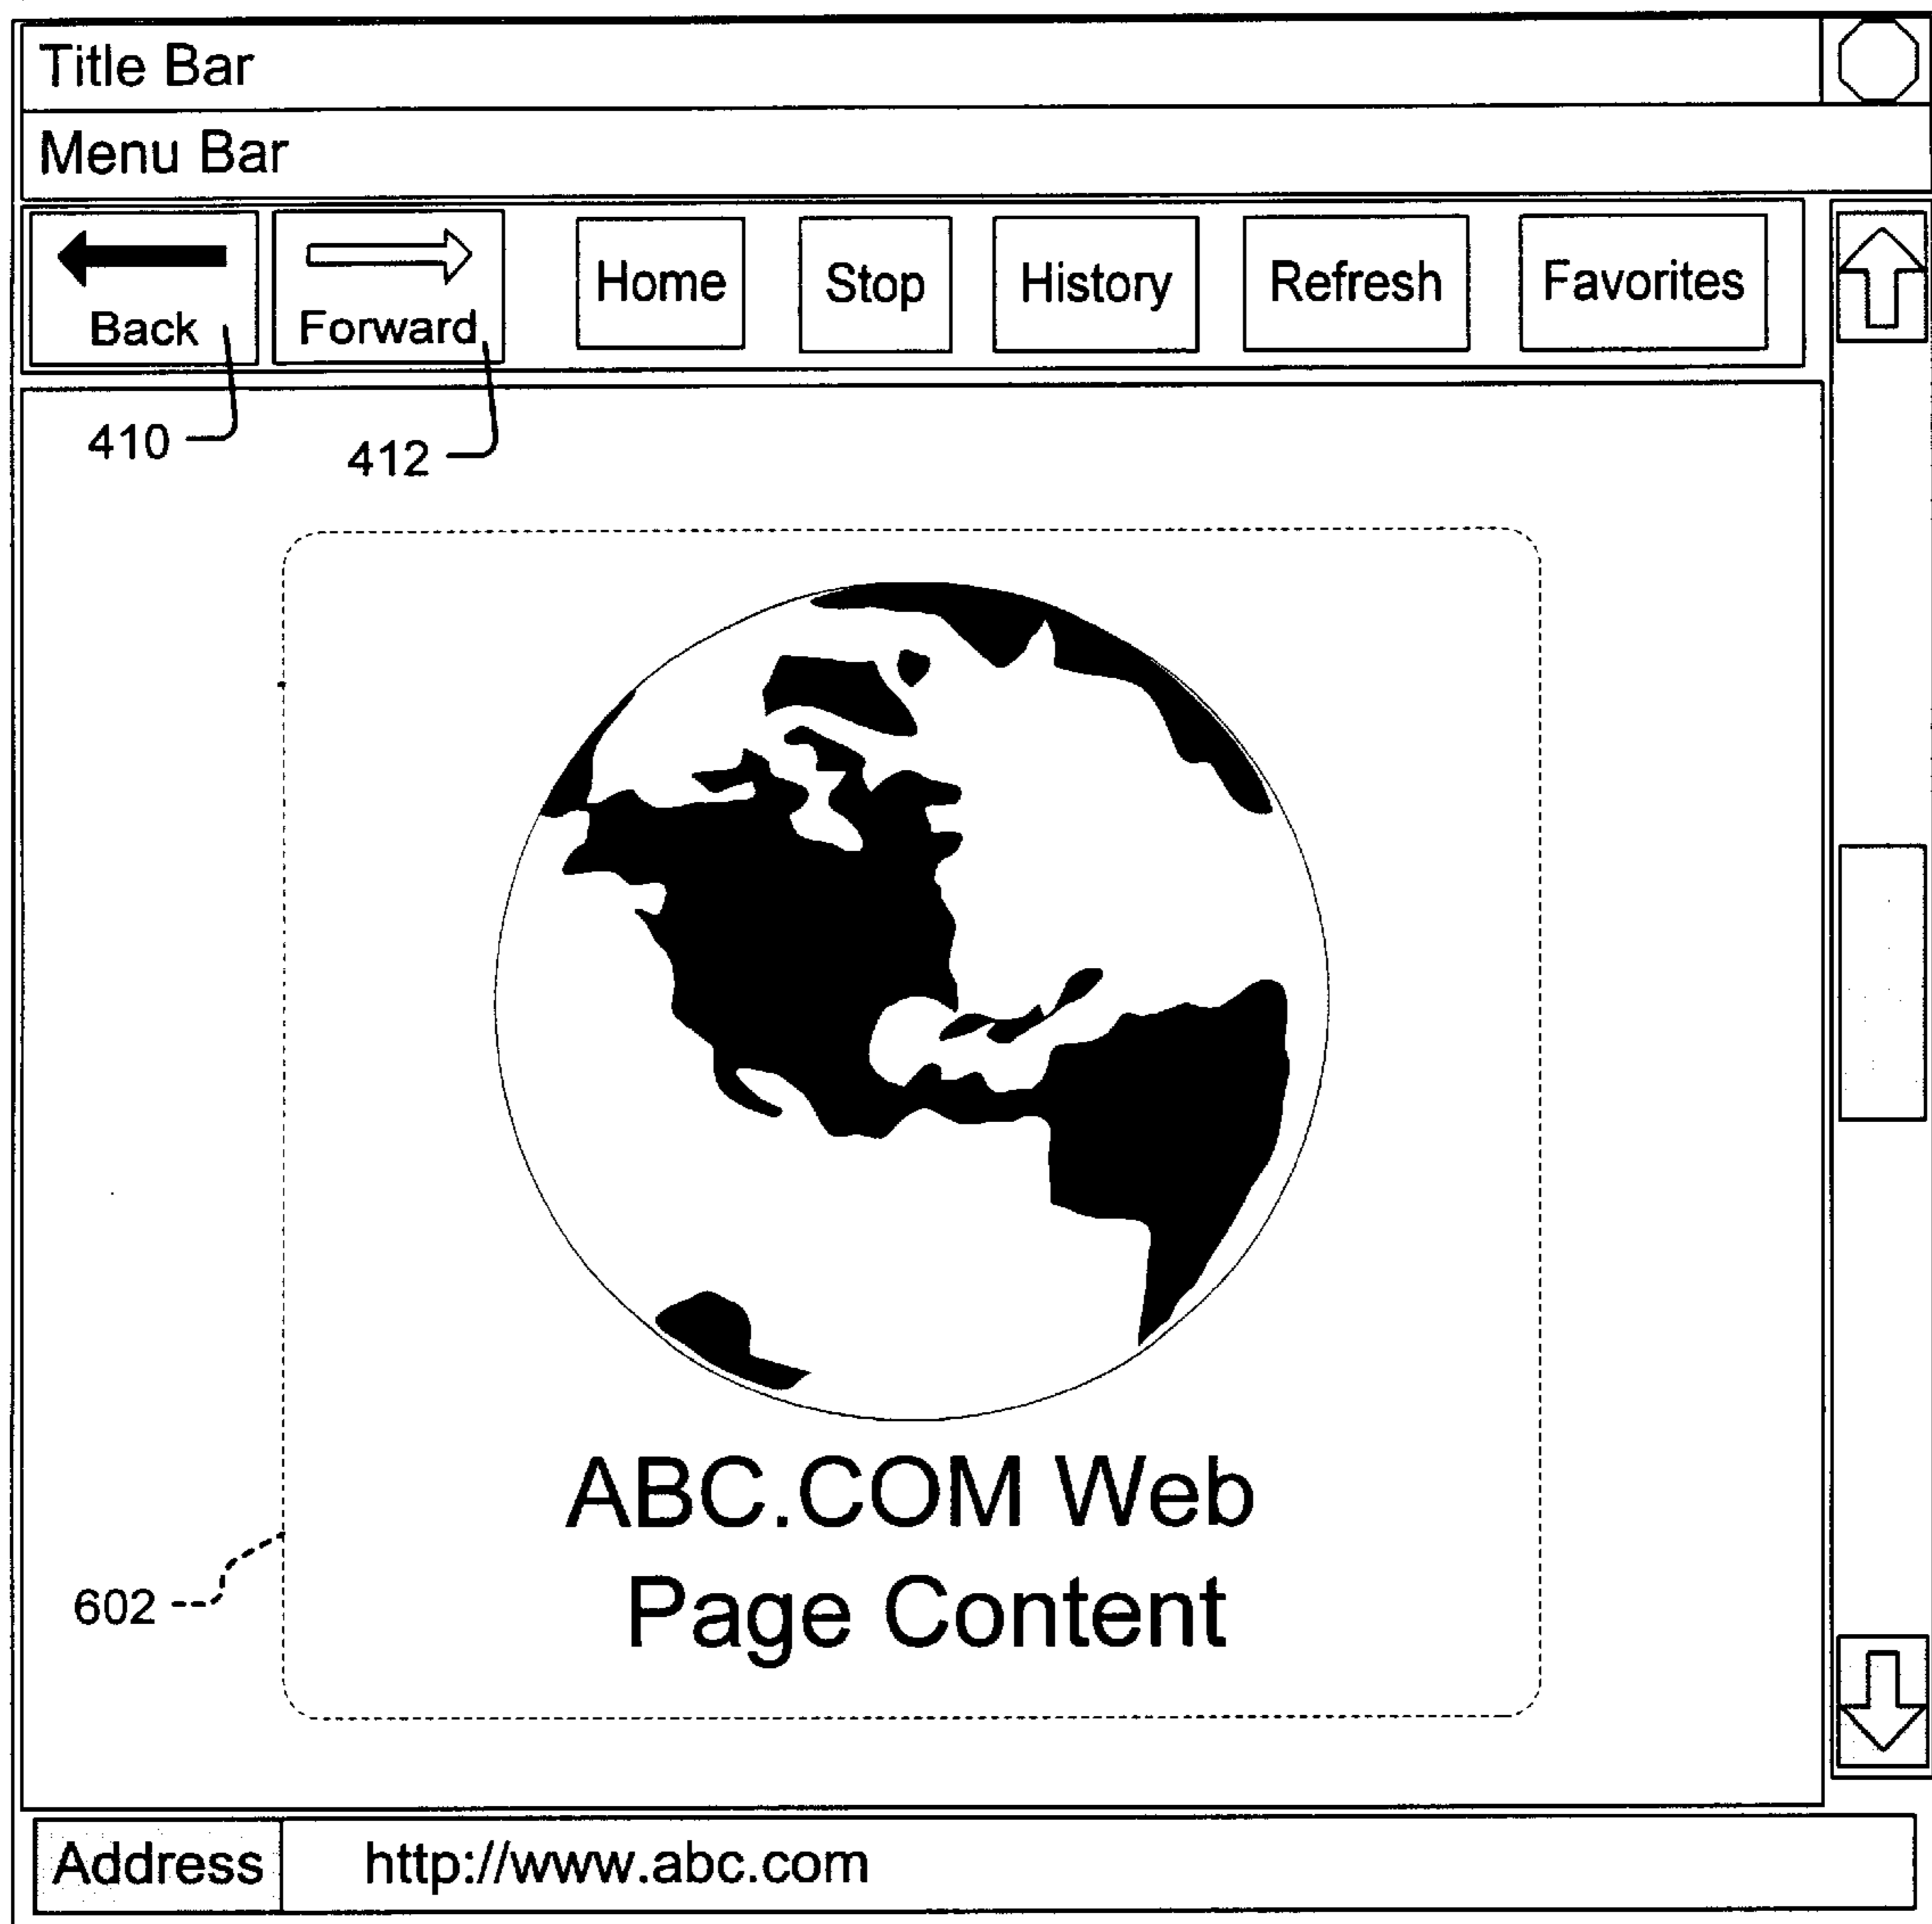 Title Bar
Menu Bar
Back
Forward
Home
Stop
History
Refresh
Favorites
410
412
ABC.COM Web
Page Content
602
Address
http://www.abc.com